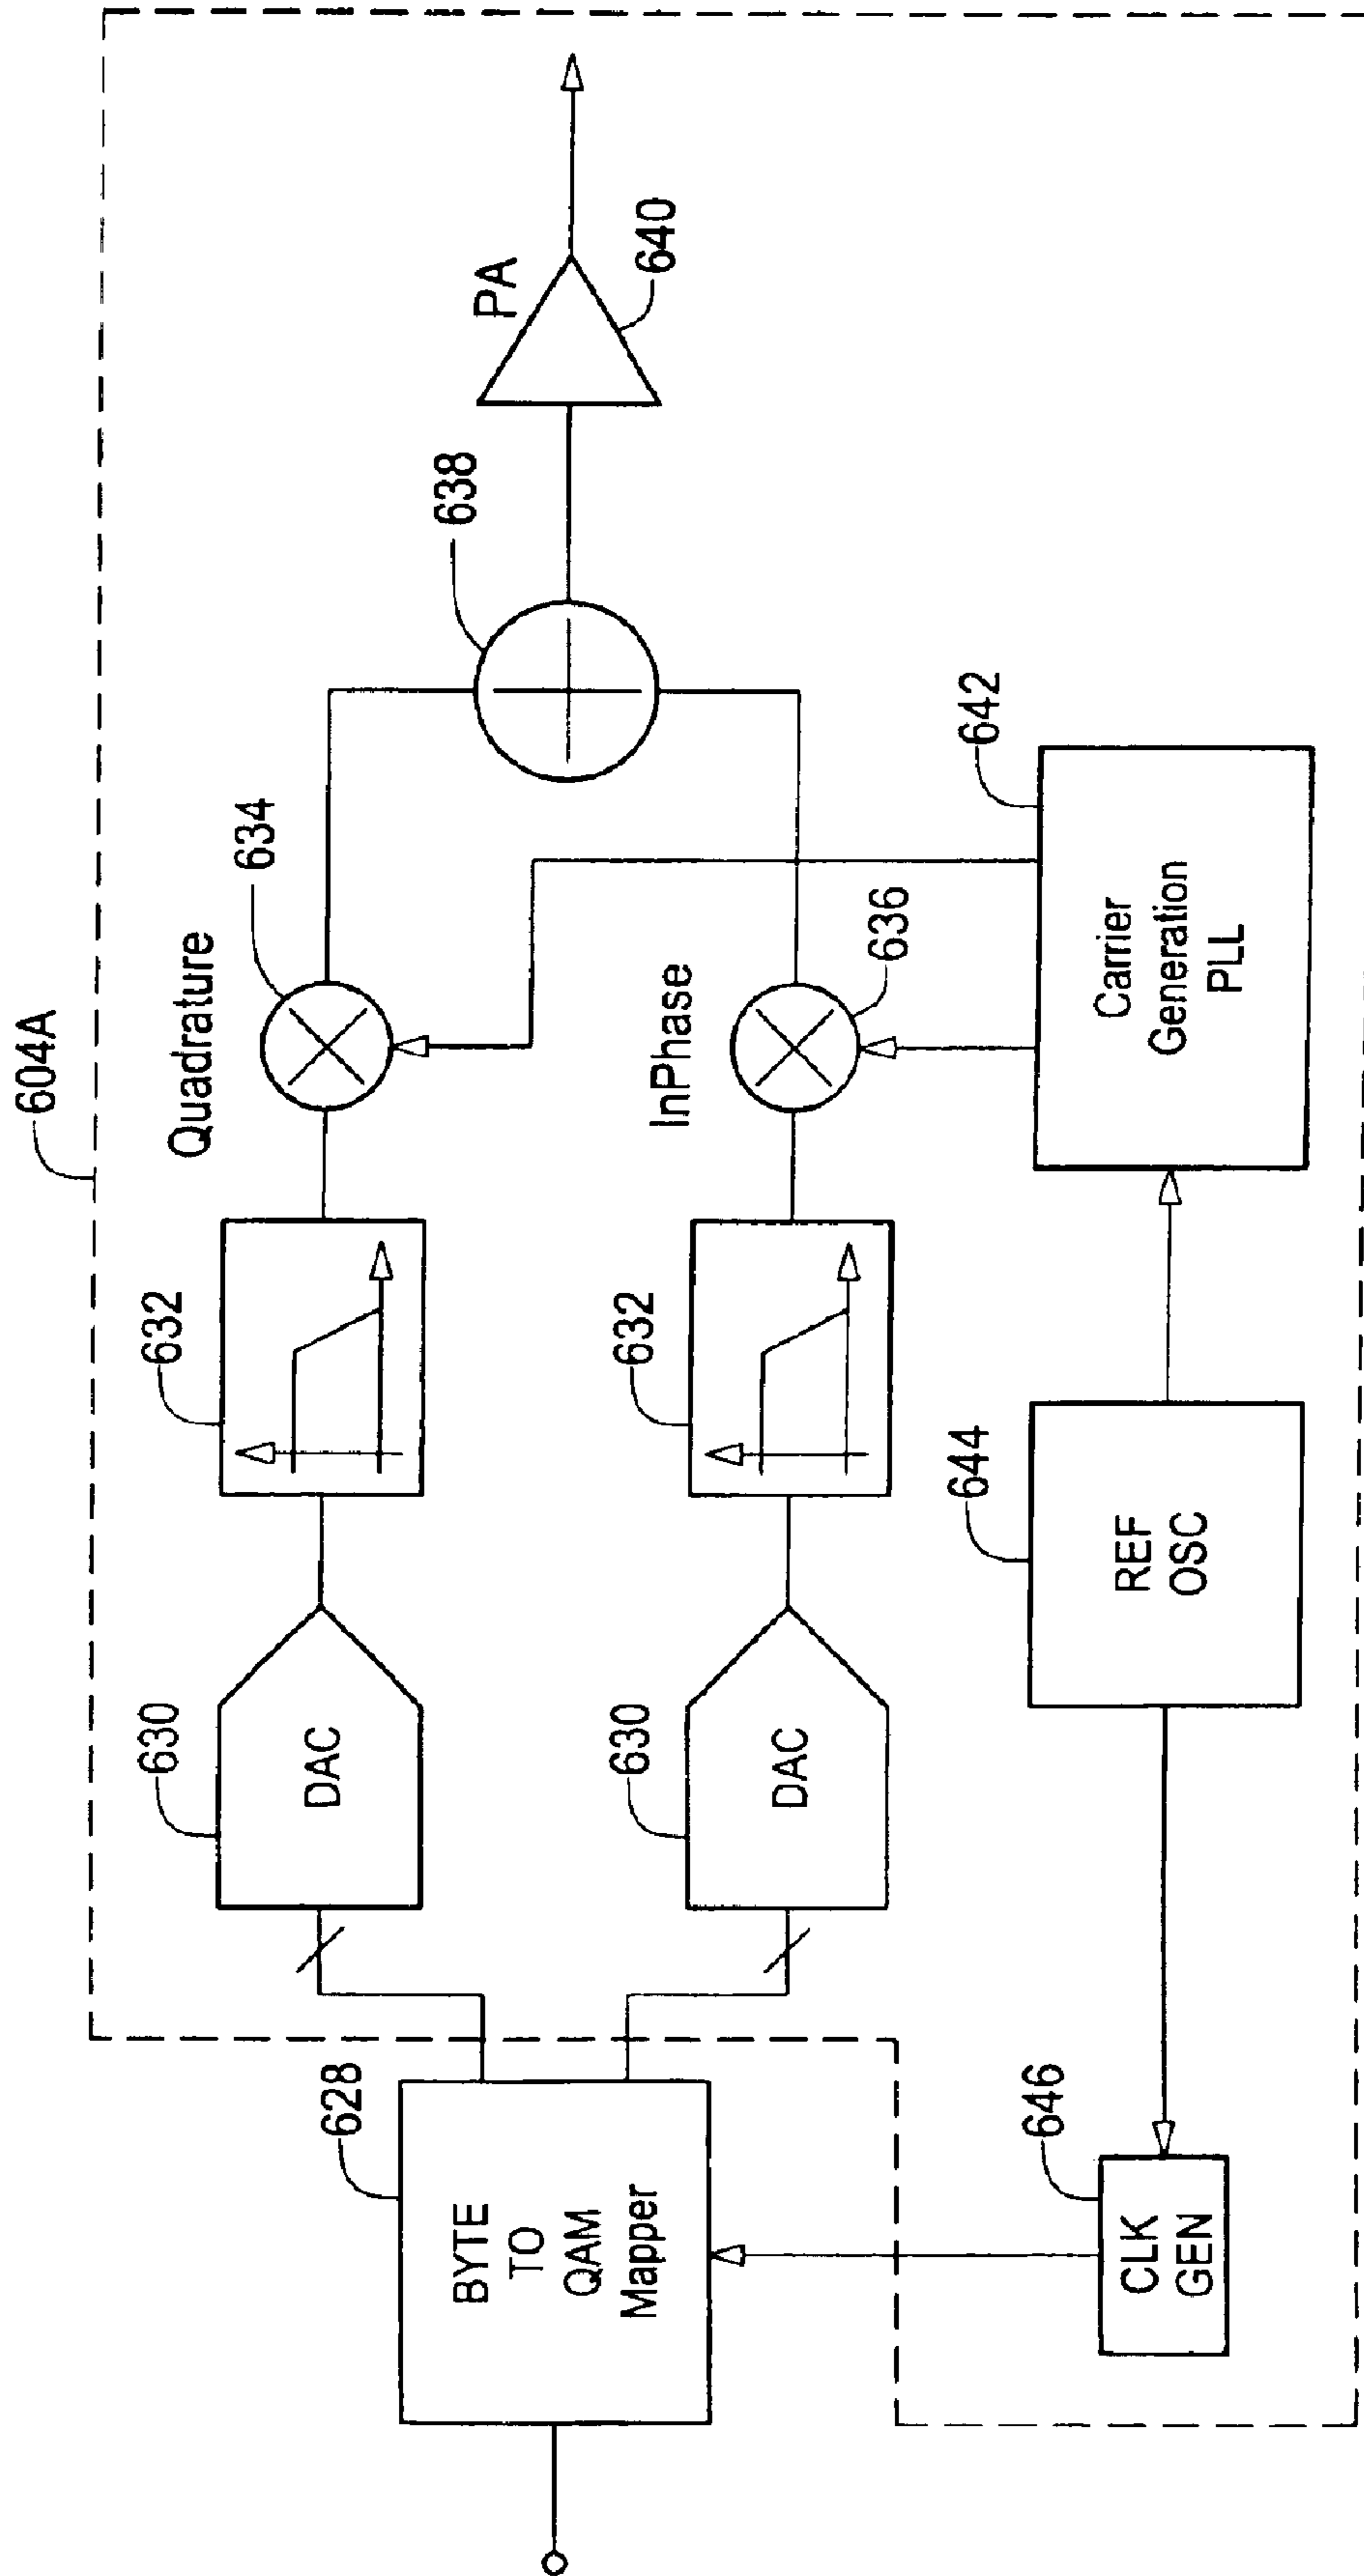 604A
Quadrature
634
632
630
DAC
628
BYTE
TO
QAM
Mapper
638
PA
640
InPhase
636
632
630
DAC
642
Carrier
Generation
PLL
644
REF
OSC
646
CLK
GEN